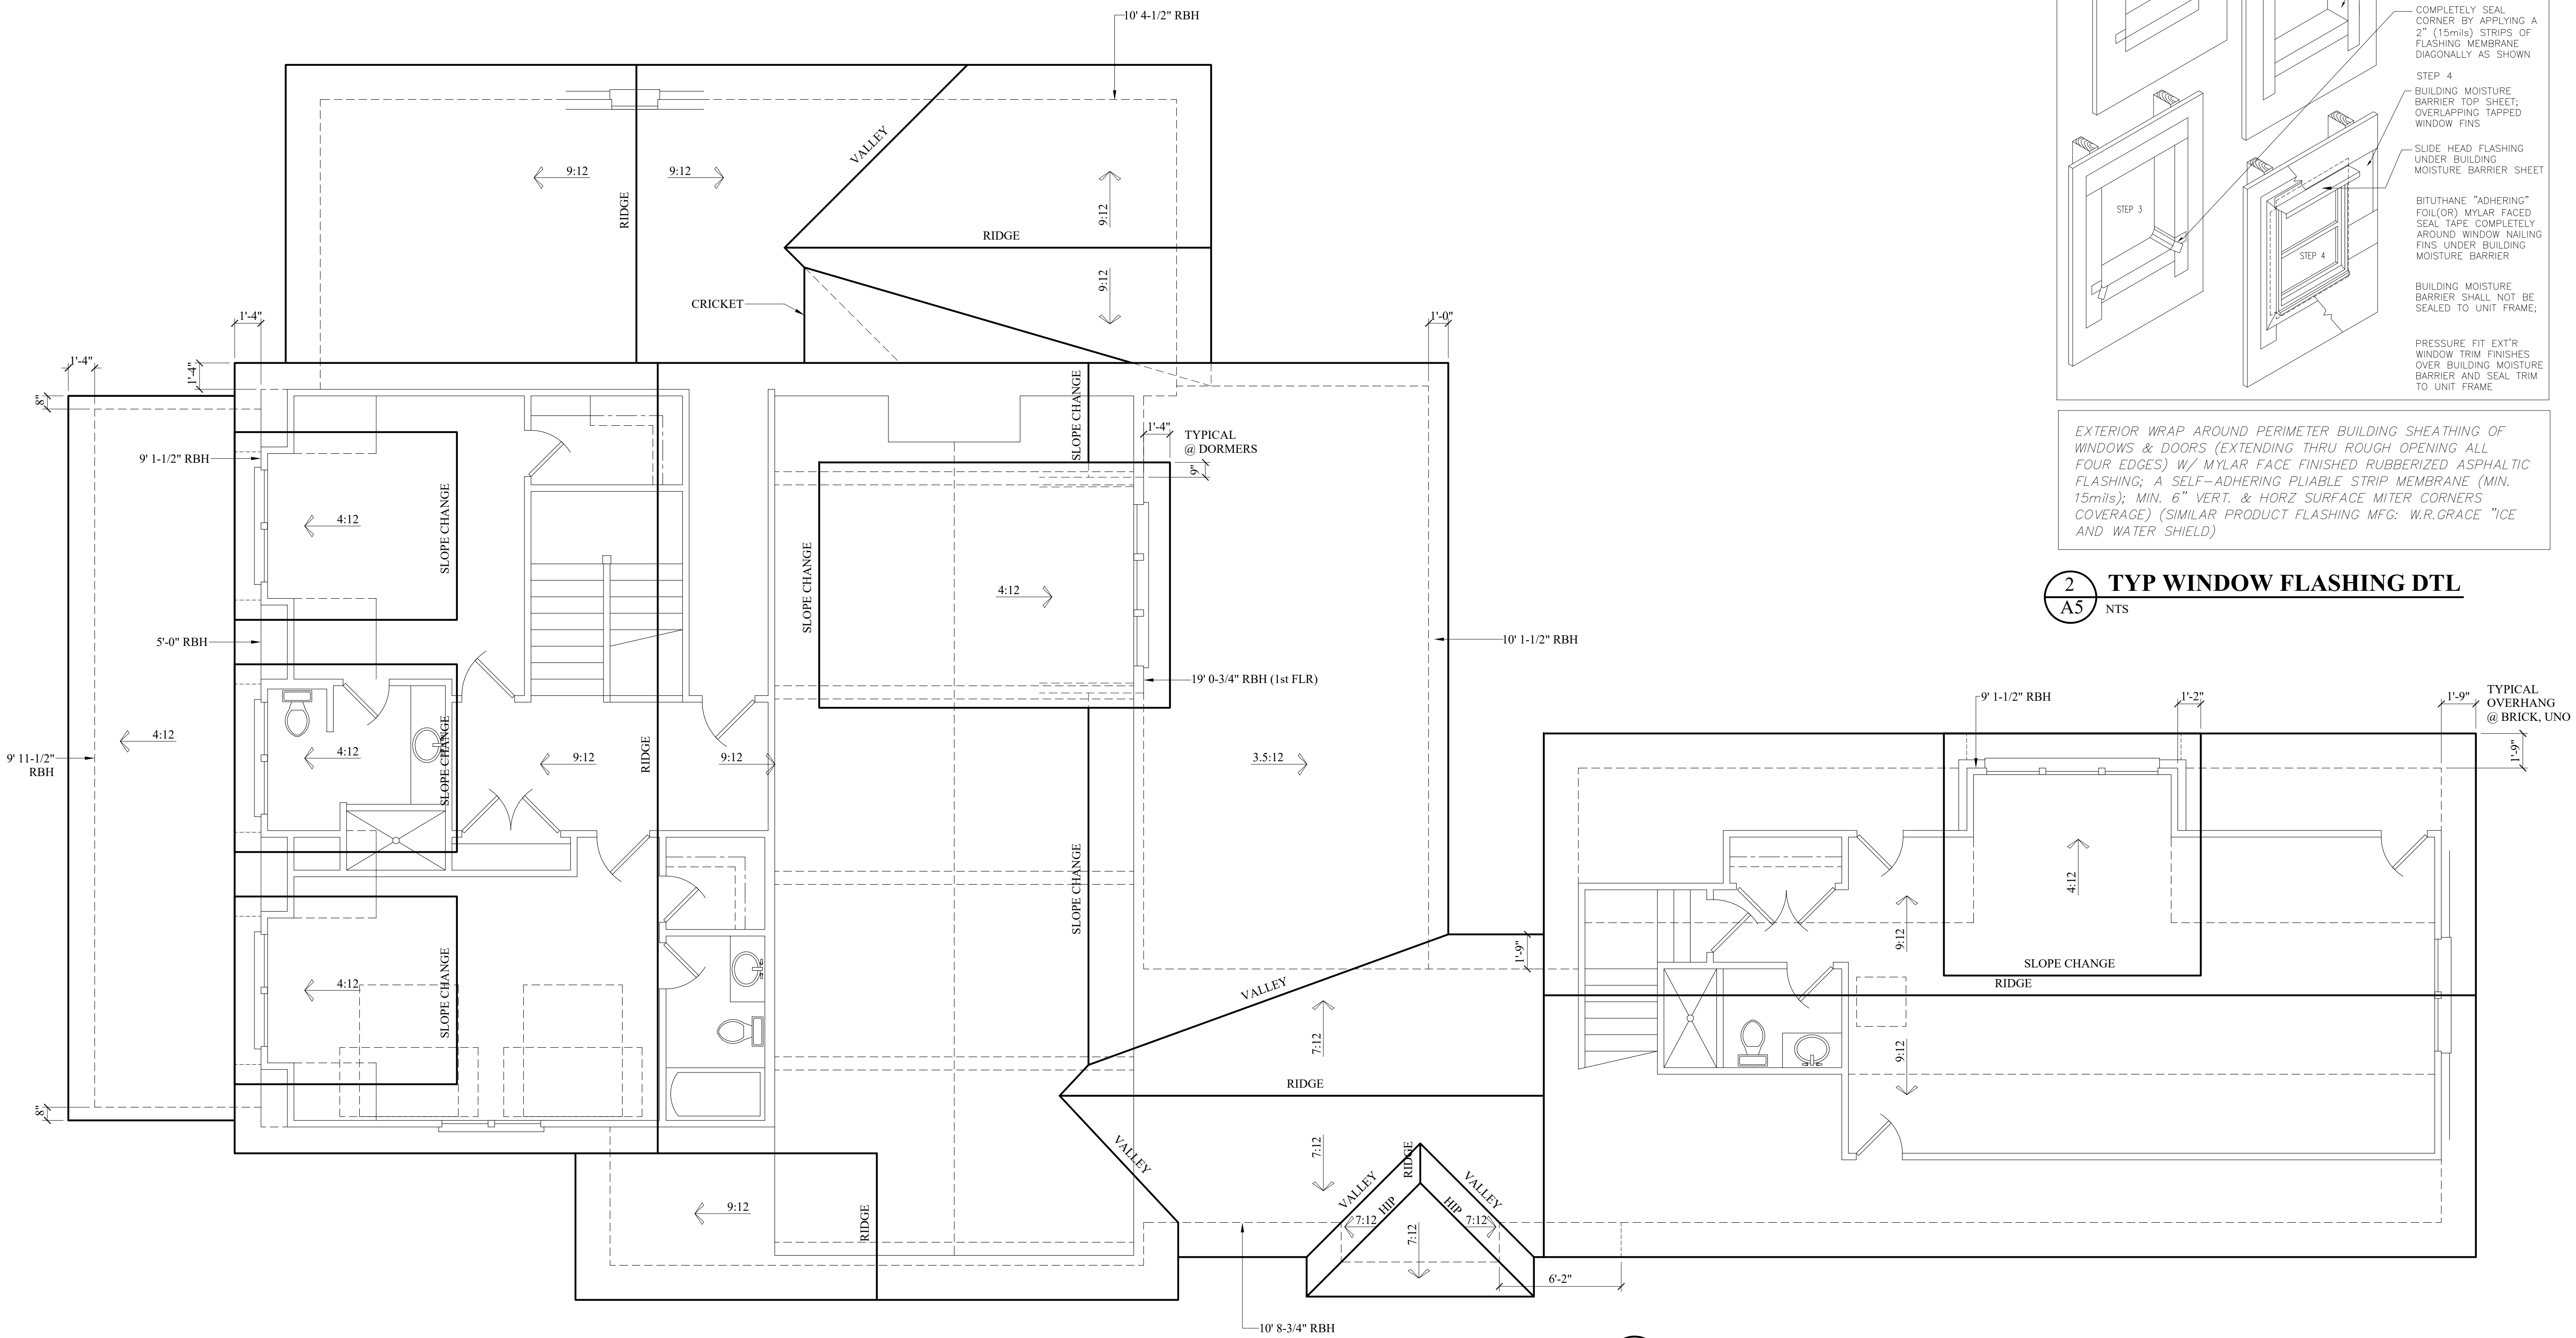 10' 4-1/2" RBH
VALLEY
9:12
9:12
RIDGE
9:12
RIDGE
9:12
CRICKET
1'-4"
1'-4"
1'-4"
8"
1'-0"
SLOPE CHANGE
1'-4"
TYPICAL
@ DORMERS
9"
9' 1-1/2" RBH
4:12
SLOPE CHANGE
SLOPE CHANGE
4:12
5'-0" RBH
10' 1-1/2" RBH
19' 0-3/4" RBH (1st FLR)
4:12
9' 11-1/2"
RBH
4:12
SLOPE CHANGE
9:12
RIDGE
9:12
3.5:12
SLOPE CHANGE
4:12
SLOPE CHANGE
8"
1'-9"
VALLEY
7:12
RIDGE
7:12
VALLEY
9:12
RIDGE
VALLEY
RIDGE
VALLEY
HIP
HIP
7:12
7:12
7:12
6'-2"
10' 8-3/4" RBH
9' 1-1/2" RBH
1'-2"
1'-9"
TYPICAL
OVERHANG
@ BRICK, UNO
1'-9"
4:12
9:12
SLOPE CHANGE
RIDGE
9:12
COMPLETELY SEAL
CORNER BY APPLYING A
2" (15mils) STRIPS OF
FLASHING MEMBRANE
DIAGONALLY AS SHOWN
STEP 4
BUILDING MOISTURE
BARRIER TOP SHEET;
OVERLAPPING TAPPED
WINDOW FINS
SLIDE HEAD FLASHING
UNDER BUILDING
MOISTURE BARRIER SHEET
BITUTHANE "ADHERING"
FOIL(OR) MYLAR FACED
SEAL TAPE COMPLETELY
AROUND WINDOW NAILING
FINS UNDER BUILDING
MOISTURE BARRIER
BUILDING MOISTURE
BARRIER SHALL NOT BE
SEALED TO UNIT FRAME;
PRESSURE FIT EXT'R
WINDOW TRIM FINISHES
OVER BUILDING MOISTURE
BARRIER AND SEAL TRIM
TO UNIT FRAME
STEP 3
STEP 4
EXTERIOR WRAP AROUND PERIMETER BUILDING SHEATHING OF
WINDOWS & DOORS (EXTENDING THRU ROUGH OPENING ALL
FOUR EDGES) W/ MYLAR FACE FINISHED RUBBERIZED ASPHALTIC
FLASHING; A SELF-ADHERING PLIABLE STRIP MEMBRANE (MIN.
15mils); MIN. 6" VERT. & HORZ SURFACE MITER CORNERS
COVERAGE) (SIMILAR PRODUCT FLASHING MFG: W.R.GRACE "ICE
AND WATER SHIELD)
2
A5
TYP WINDOW FLASHING DTL
NTS